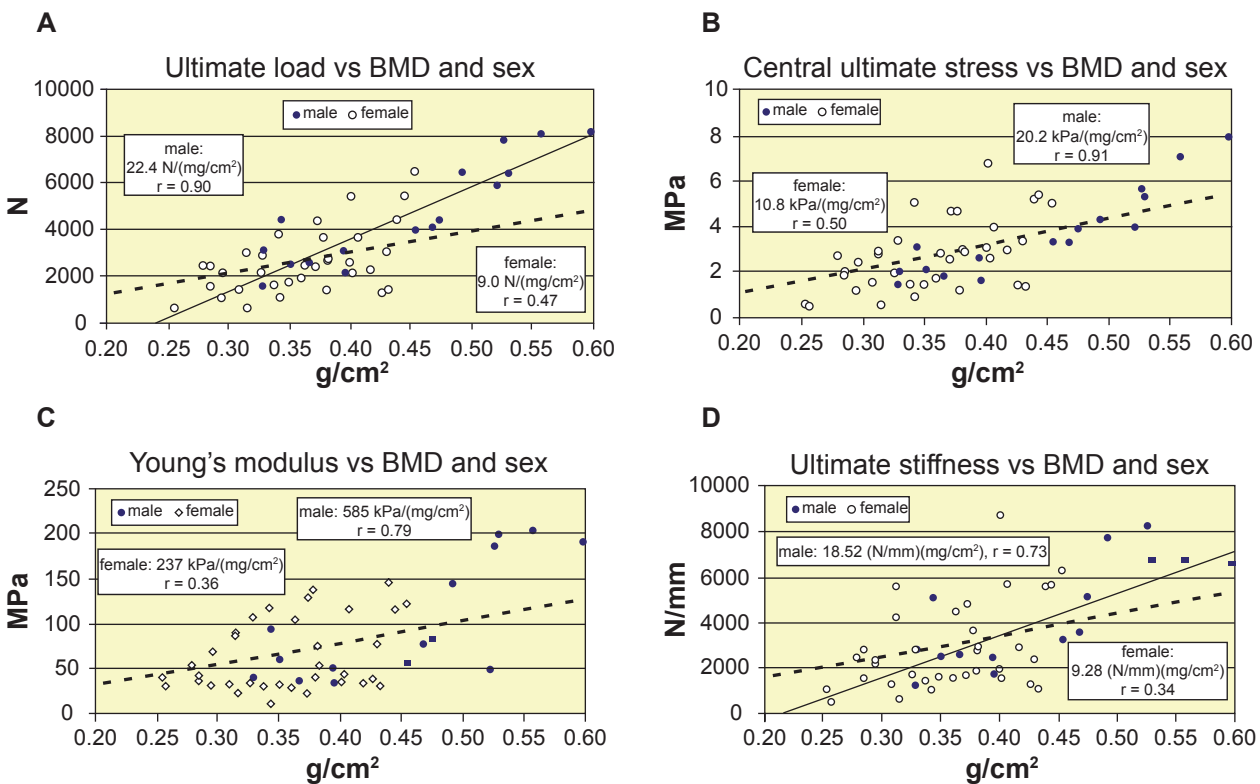 A
Ultimate load vs BMD and sex
10000
8000
6000
4000
2000
0
N
male female
male:
22.4 N/(mg/cm²)
r = 0.90
female:
9.0 N/(mg/cm²)
r = 0.47
0.20 0.25 0.30 0.35 0.40 0.45 0.50 0.55 0.60
g/cm²
B
Central ultimate stress vs BMD and sex
10
8
6
4
2
0
MPa
male female
male:
20.2 kPa/(mg/cm²)
r = 0.91
female:
10.8 kPa/(mg/cm²)
r = 0.50
0.20 0.25 0.30 0.35 0.40 0.45 0.50 0.55 0.60
g/cm²
C
Young's modulus vs BMD and sex
250
200
150
100
50
0
MPa
male female
male: 585 kPa/(mg/cm²)
r = 0.79
female: 237 kPa/(mg/cm²)
r = 0.36
0.20 0.25 0.30 0.35 0.40 0.45 0.50 0.55 0.60
g/cm²
D
Ultimate stiffness vs BMD and sex
10000
8000
6000
4000
2000
0
N/mm
male female
male: 18.52 (N/mm)(mg/cm²), r = 0.73
female:
9.28 (N/mm)(mg/cm²)
r = 0.34
0.20 0.25 0.30 0.35 0.40 0.45 0.50 0.55 0.60
g/cm²